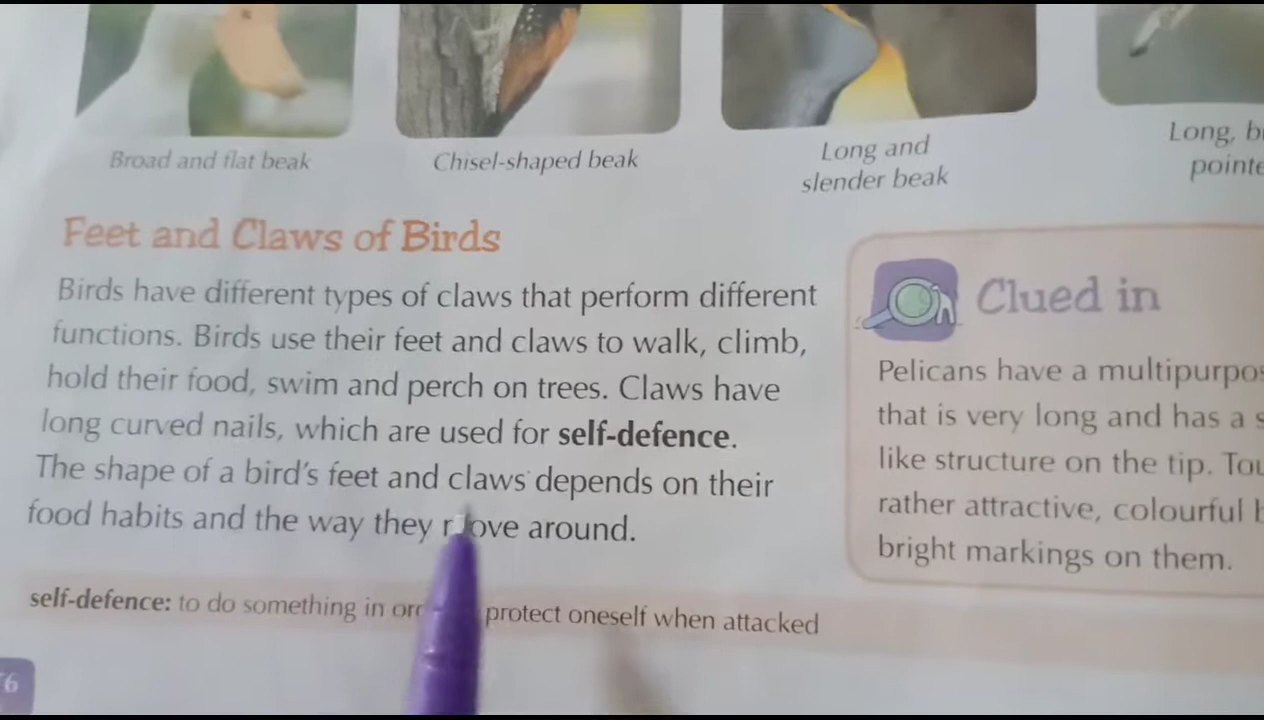 Broad and flat beak
Chisel-shaped beak
Long and
slender beak
Long,
Feet and Claws of Birds
Birds have different types of claws that perform different
functions. Birds use their feet and claws to walk, climb,
hold their food, swim and perch on trees. Claws have
long curved nails, which are used for self-defence.
The shape of a bird's feet and claws depends on their
food habits and the way they move around.
Clued in
Pelicans have a
that is very long and has a
like structure on the tip.
rather attractive, colourful
bright markings on them.
self-defence: to do something in protect oneself when attacked
6